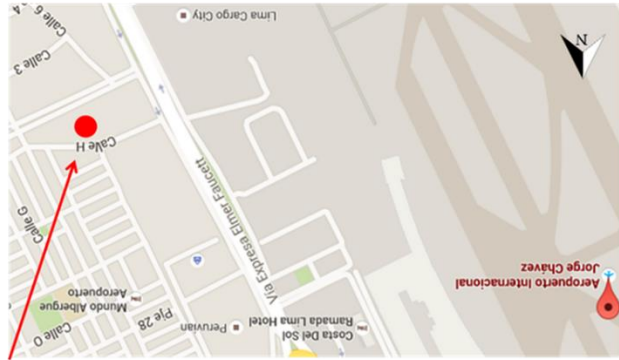 Costa Del Sol
Ramada Lima Hotel
Peruvian
Calle O
Pje 28
Mundo Albergue
Aeropuerto
Aeropuerto Internacional
Jorge Chávez
Via Expresa Elmer Faucett
Calle G
Calle H
Calle 3
Calle 6
Lima Cargo City
N